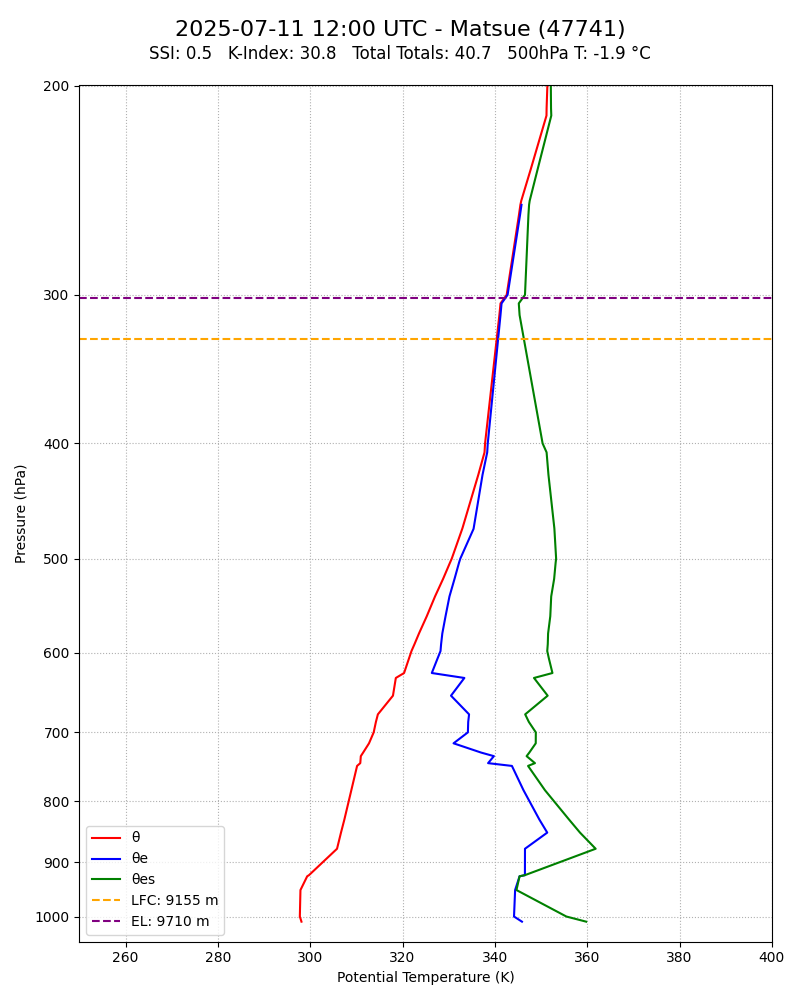 2025-07-11 12:00 UTC - Matsue (47741)
SSI: 0.5 K-Index: 30.8 Total Totals: 40.7 500hPa T: -1.9 °C
200
300
400
500
600
700
800
900
1000
Pressure (hPa)
θ
θe
θes
LFC: 9155 m
EL: 9710 m
260 280 300 320 340 360 380 400
Potential Temperature (K)